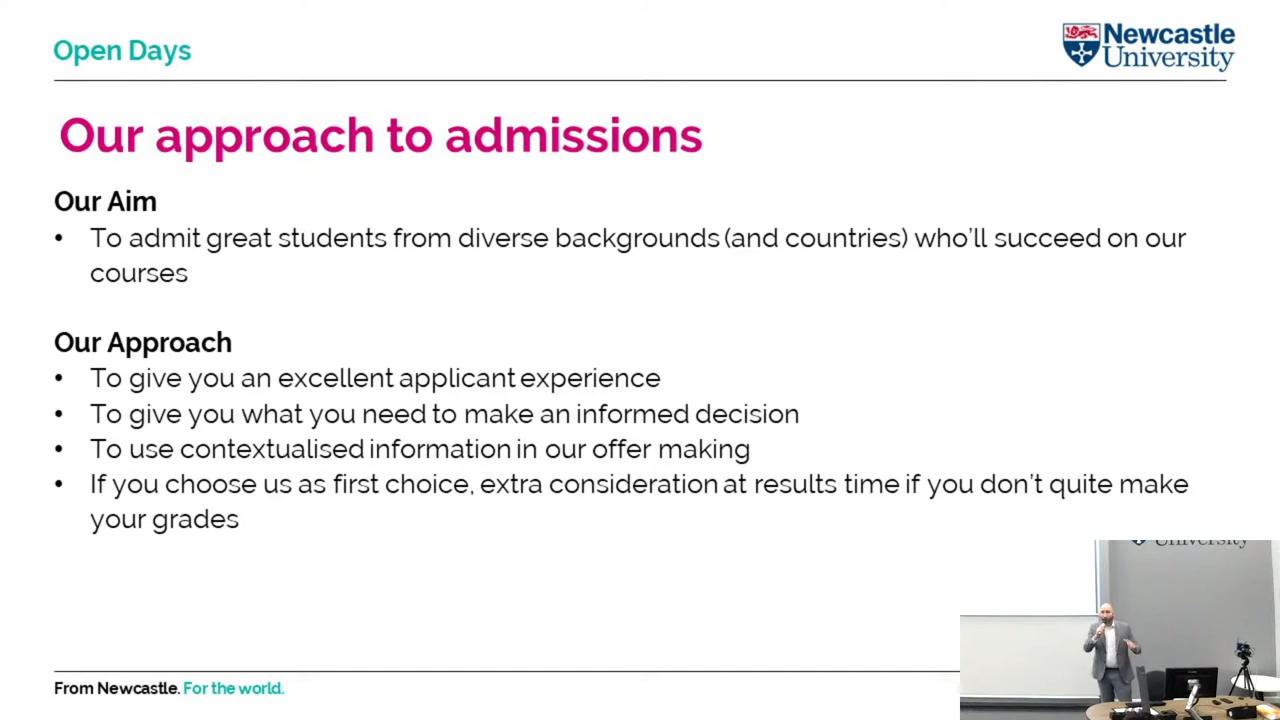 Open Days
Newcastle
University
Our approach to admissions
Our Aim
• To admit great students from diverse backgrounds (and countries) who'll succeed on our
courses
Our Approach
• To give you an excellent applicant experience
• To give you what you need to make an informed decision
• To use contextualised information in our offer making
• If you choose us as first choice, extra consideration at results time if you don't quite make
your grades
University
From Newcastle. For the world.